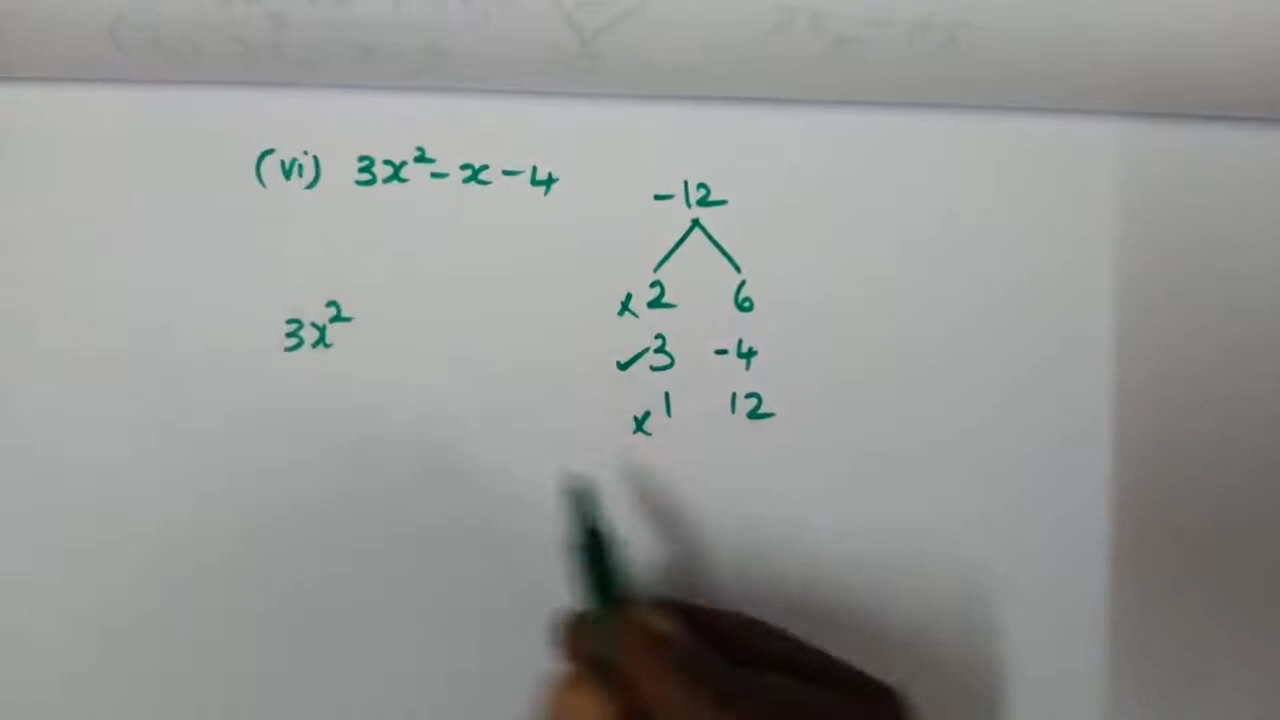 (vi) 3x² - x - 4
-12
x 2 6
3x²
✓3 -4
x 1 12